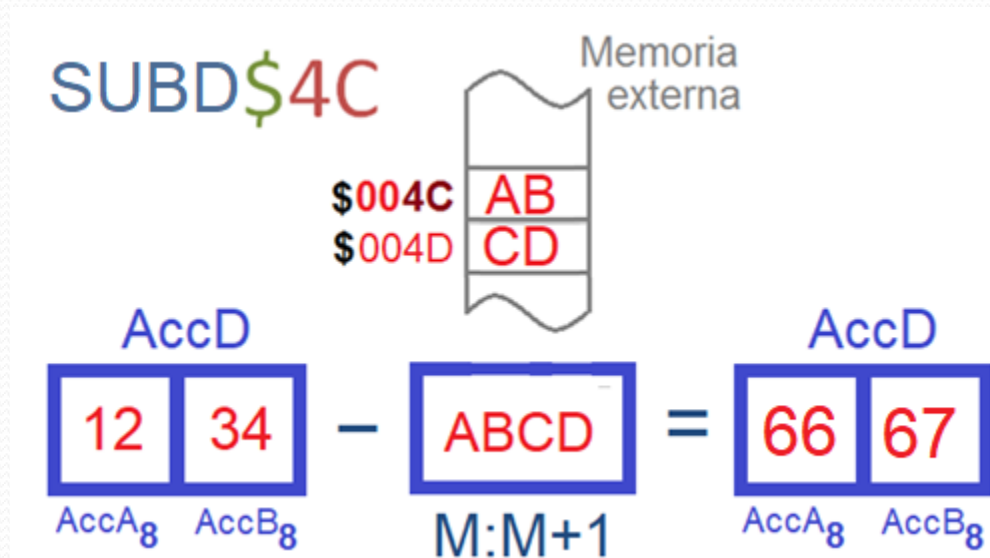 SUBD$4C
Memoria
externa
$004C AB
$004D CD
AccD AccD
12 34 – ABCD = 66 67
AccA8 AccB8 M:M+1 AccA8 AccB8